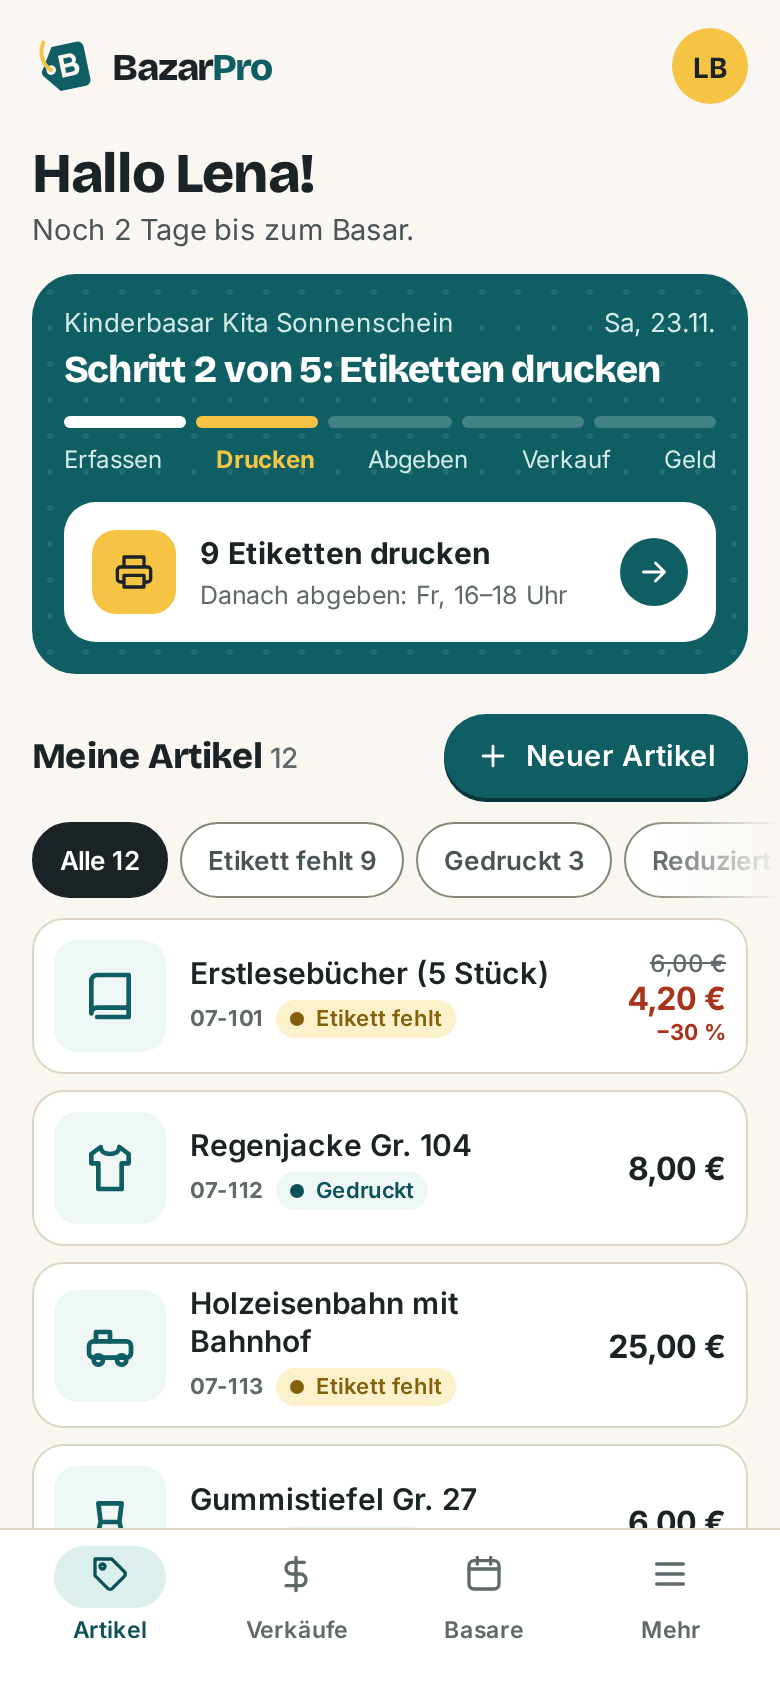 B BazarPro
LB
Hallo Lena!
Noch 2 Tage bis zum Basar.
Kinderbasar Kita Sonnenschein Sa, 23.11.
Schritt 2 von 5: Etiketten drucken
Erfassen Drucken Abgeben Verkauf Geld
9 Etiketten drucken
Danach abgeben: Fr, 16–18 Uhr
Meine Artikel 12
+ Neuer Artikel
Alle 12 Etikett fehlt 9 Gedruckt 3 Reduziert
Erstlesebücher (5 Stück)
07-101 Etikett fehlt
6,00 €
4,20 €
−30 %
Regenjacke Gr. 104
07-112 Gedruckt
8,00 €
Holzeisenbahn mit
Bahnhof
07-113 Etikett fehlt
25,00 €
Gummistiefel Gr. 27
6,00 €
Artikel Verkäufe Basare Mehr